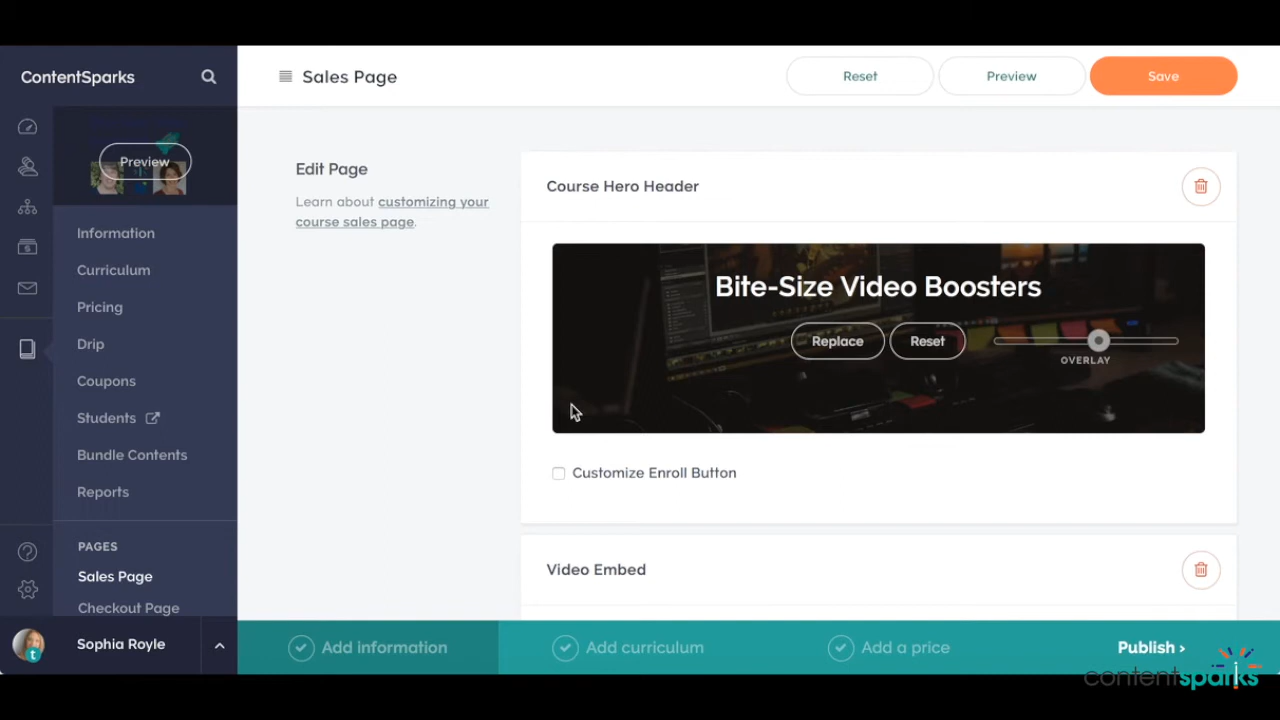 ContentSparks
Sales Page
Reset
Preview
Save
Preview
Information
Curriculum
Pricing
Drip
Coupons
Students
Bundle Contents
Reports
PAGES
Sales Page
Checkout Page
Sophia Royle
t
Edit Page
Learn about customizing your
course sales page.
Course Hero Header
Bite-Size Video Boosters
Replace
Reset
OVERLAY
Customize Enroll Button
Video Embed
Add information
Add curriculum
Add a price
Publish ›
contentsparks